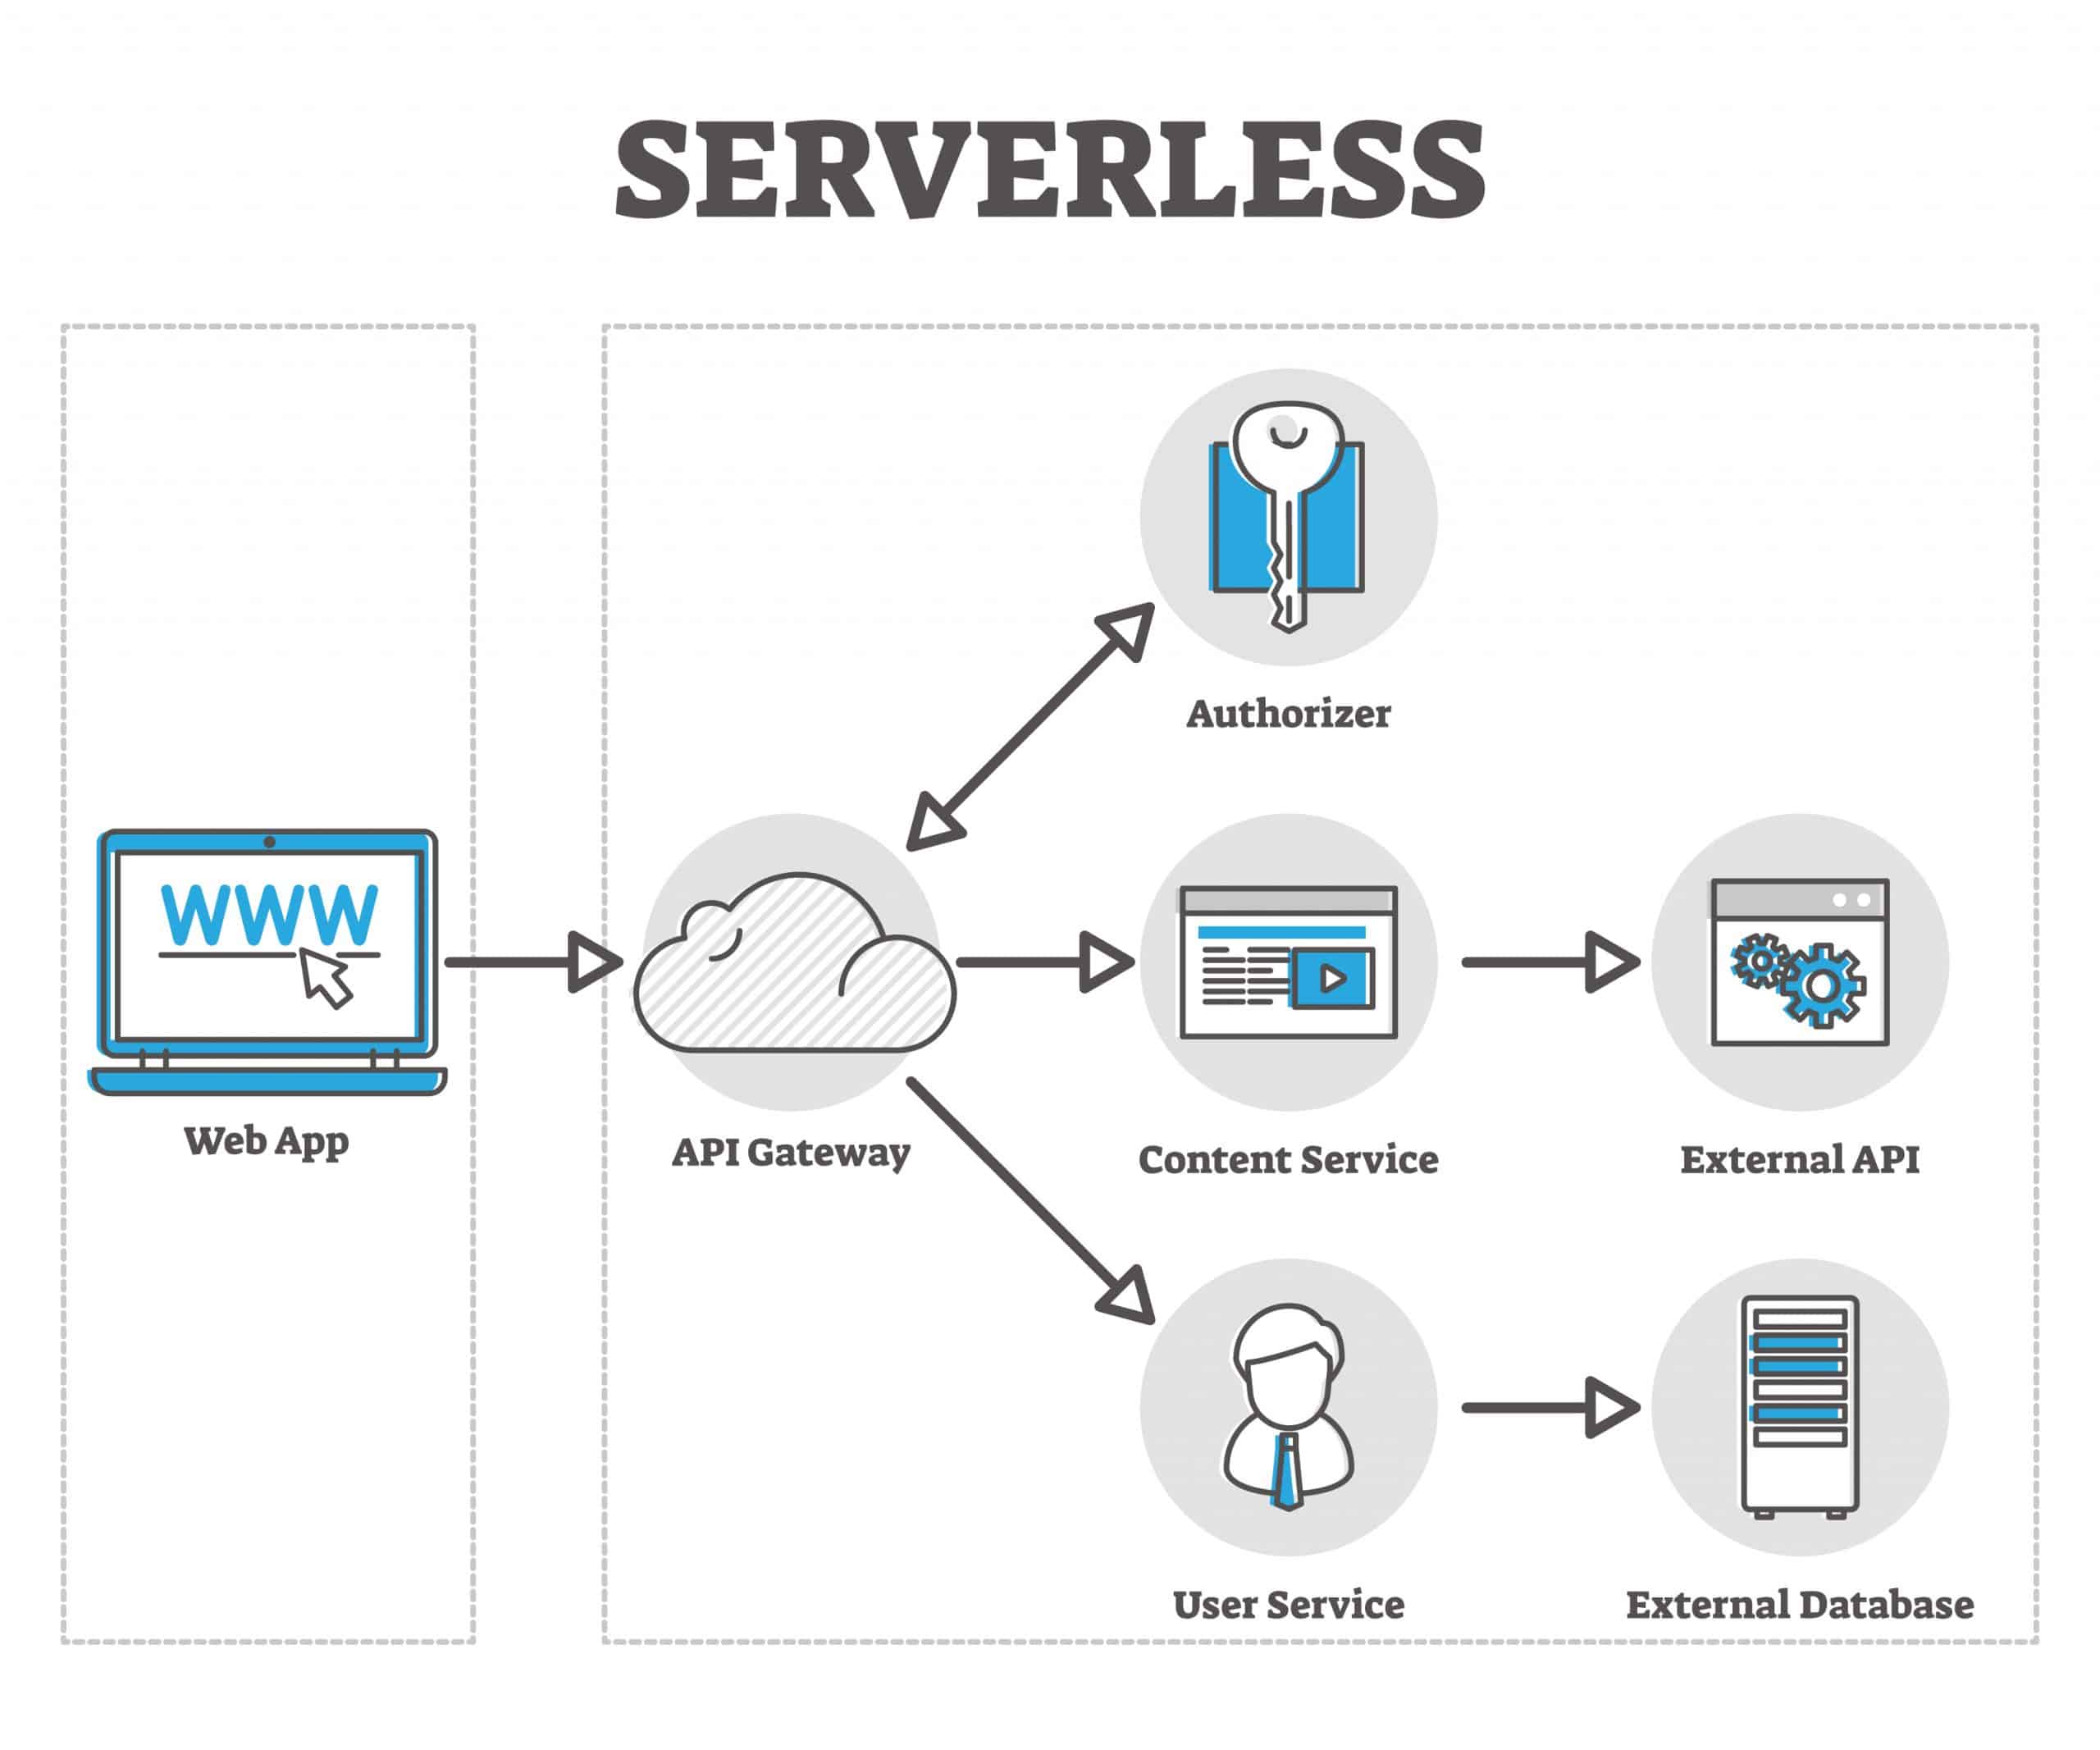 SERVERLESS
Authorizer
WWW
Web App
API Gateway
Content Service
External API
User Service
External Database